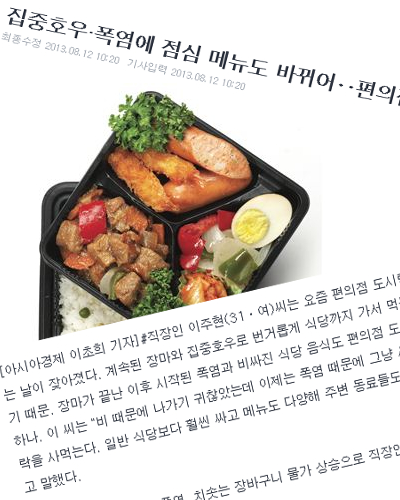 집중호우·폭염에 점심 메뉴도 바뀌어··편의점
최종수정 2013.08.12 10:20 기사입력 2013.08.12 10:20
[아시아경제 이초희 기자]#직장인 이주현(31·여)씨는 요즘 편의점 도시락
는 날이 잦아졌다. 계속된 장마와 집중호우로 번거롭게 식당까지 가서 먹
기 때문. 장마가 끝난 이후 시작된 폭염과 비싸진 식당 음식도 편의점 도
하나. 이 씨는 “비 때문에 나가기 귀찮았는데 이제는 폭염 때문에 그냥
락을 사먹는다. 일반 식당보다 훨씬 싸고 메뉴도 다양해 주변 동료들도
고 말했다.
폭염, 치솟는 장바구니 물가 상승으로 직장인